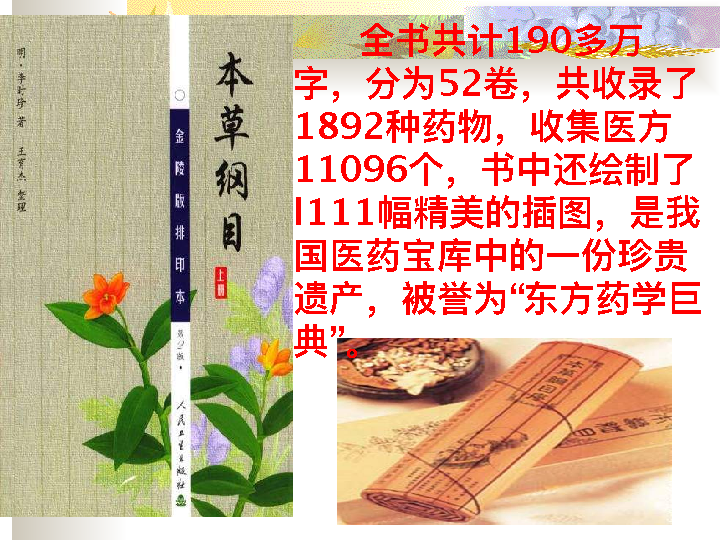 全书共计190多万
字，分为52卷，共收录了
1892种药物，收集医方
11096个，书中还绘制了
l111幅精美的插图，是我
国医药宝库中的一份珍贵
遗产，被誉为“东方药学巨
典”。
本草纲目
上册
金陵版排印本
第2版
人民卫生出版社
明·李时珍 著 王育杰 整理